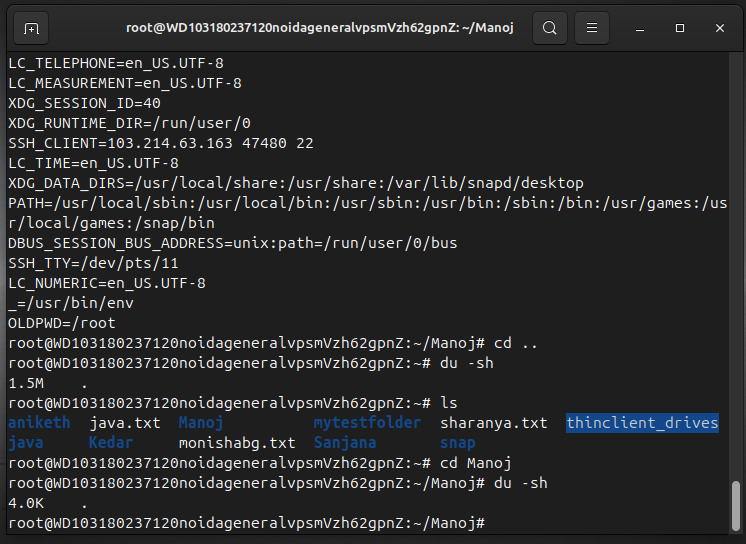 root@WD103180237120noidageneralvpsmVzh62gpnZ: ~/Manoj
LC_TELEPHONE=en_US.UTF-8
LC_MEASUREMENT=en_US.UTF-8
XDG_SESSION_ID=40
XDG_RUNTIME_DIR=/run/user/0
SSH_CLIENT=103.214.63.163 47480 22
LC_TIME=en_US.UTF-8
XDG_DATA_DIRS=/usr/local/share:/usr/share:/var/lib/snapd/desktop
PATH=/usr/local/sbin:/usr/local/bin:/usr/sbin:/usr/bin:/sbin:/bin:/usr/games:/us
r/local/games:/snap/bin
DBUS_SESSION_BUS_ADDRESS=unix:path=/run/user/0/bus
SSH_TTY=/dev/pts/11
LC_NUMERIC=en_US.UTF-8
_=/usr/bin/env
OLDPWD=/root
root@WD103180237120noidageneralvpsmVzh62gpnZ:~/Manoj# cd ..
root@WD103180237120noidageneralvpsmVzh62gpnZ:~# du -sh
1.5M    .
root@WD103180237120noidageneralvpsmVzh62gpnZ:~# ls
aniketh  java.txt  Manoj          mytestfolder  sharanya.txt  thinclient_drives
java     Kedar     monishabg.txt  Sanjana       snap
root@WD103180237120noidageneralvpsmVzh62gpnZ:~# cd Manoj
root@WD103180237120noidageneralvpsmVzh62gpnZ:~/Manoj# du -sh
4.0K    .
root@WD103180237120noidageneralvpsmVzh62gpnZ:~/Manoj#